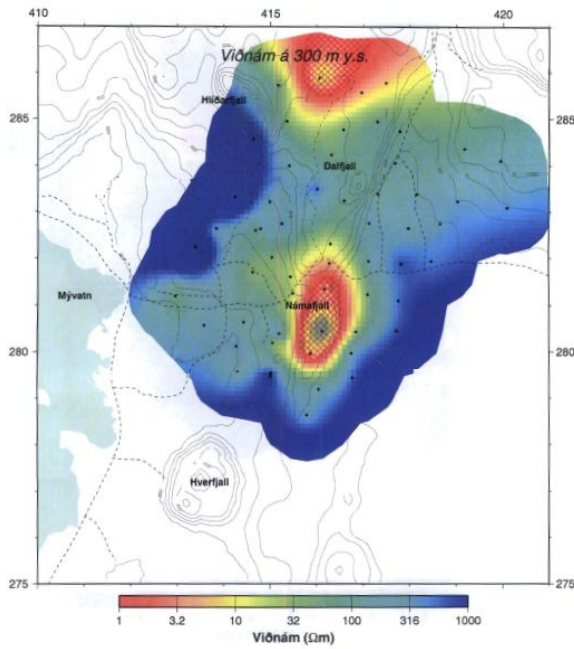 410 415 420
Viðnám á 300 m y.s.
Hlíðarfjall
285
285
Dalfjall
Mývatn
Námafjall
280
280
Hverfjall
275
275
1 3.2 10 32 100 316 1000
Viðnám (Ωm)